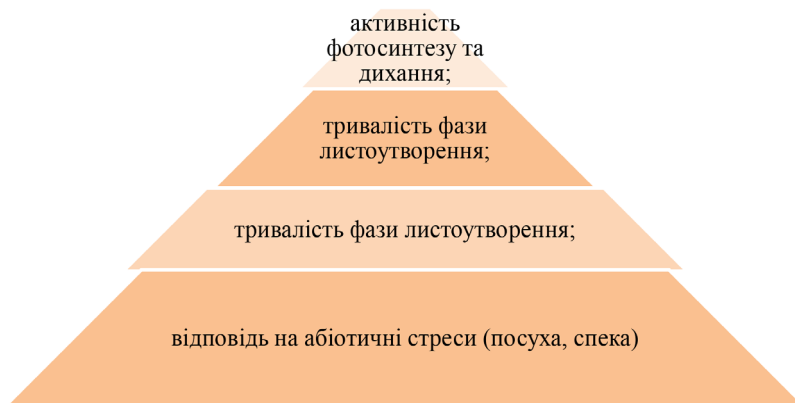 активність
фотосинтезу та
дихання;
тривалість фази
листоутворення;
тривалість фази листоутворення;
відповідь на абіотичні стреси (посуха, спека)